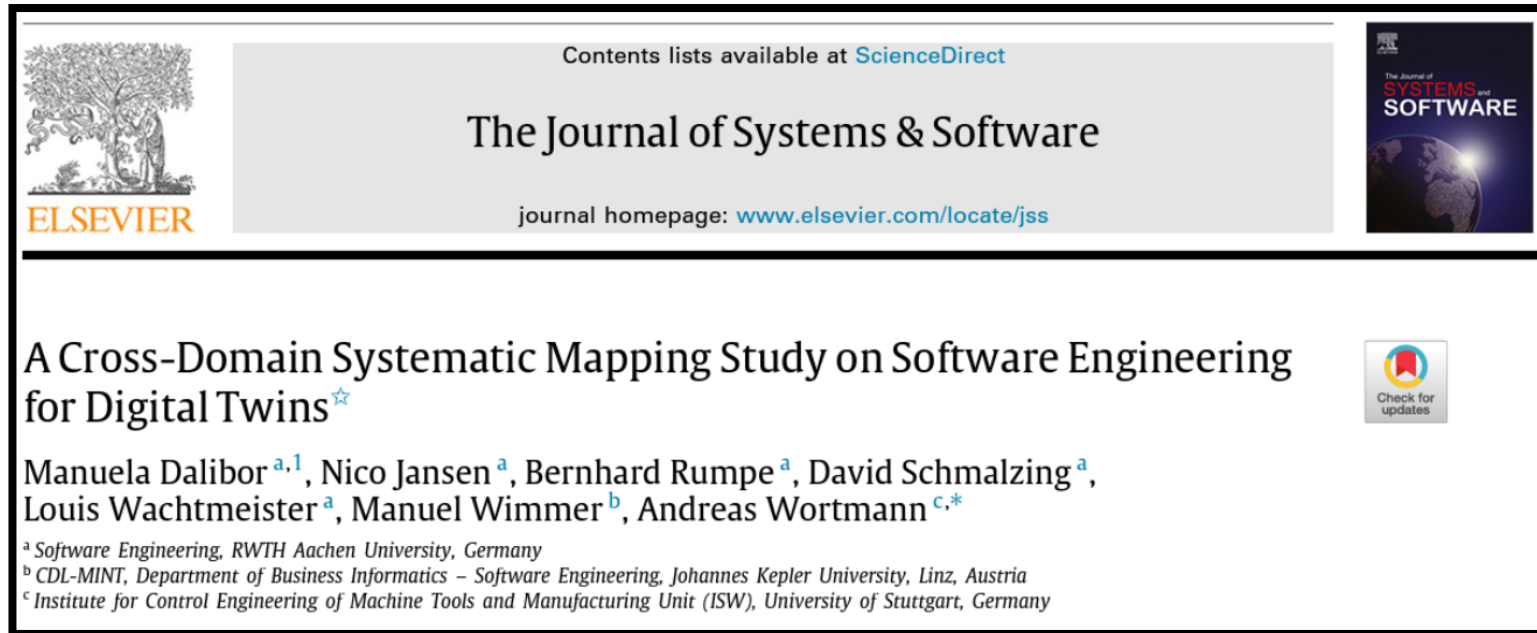 Contents lists available at ScienceDirect
The Journal of Systems & Software
journal homepage: www.elsevier.com/locate/jss
ELSEVIER
The Journal of
SYSTEMS and
SOFTWARE
A Cross-Domain Systematic Mapping Study on Software Engineering
for Digital Twins☆
Check for
updates
Manuela Dalibor a,1, Nico Jansen a, Bernhard Rumpe a, David Schmalzing a,
Louis Wachtmeister a, Manuel Wimmer b, Andreas Wortmann c,*
a Software Engineering, RWTH Aachen University, Germany
b CDL-MINT, Department of Business Informatics – Software Engineering, Johannes Kepler University, Linz, Austria
c Institute for Control Engineering of Machine Tools and Manufacturing Unit (ISW), University of Stuttgart, Germany